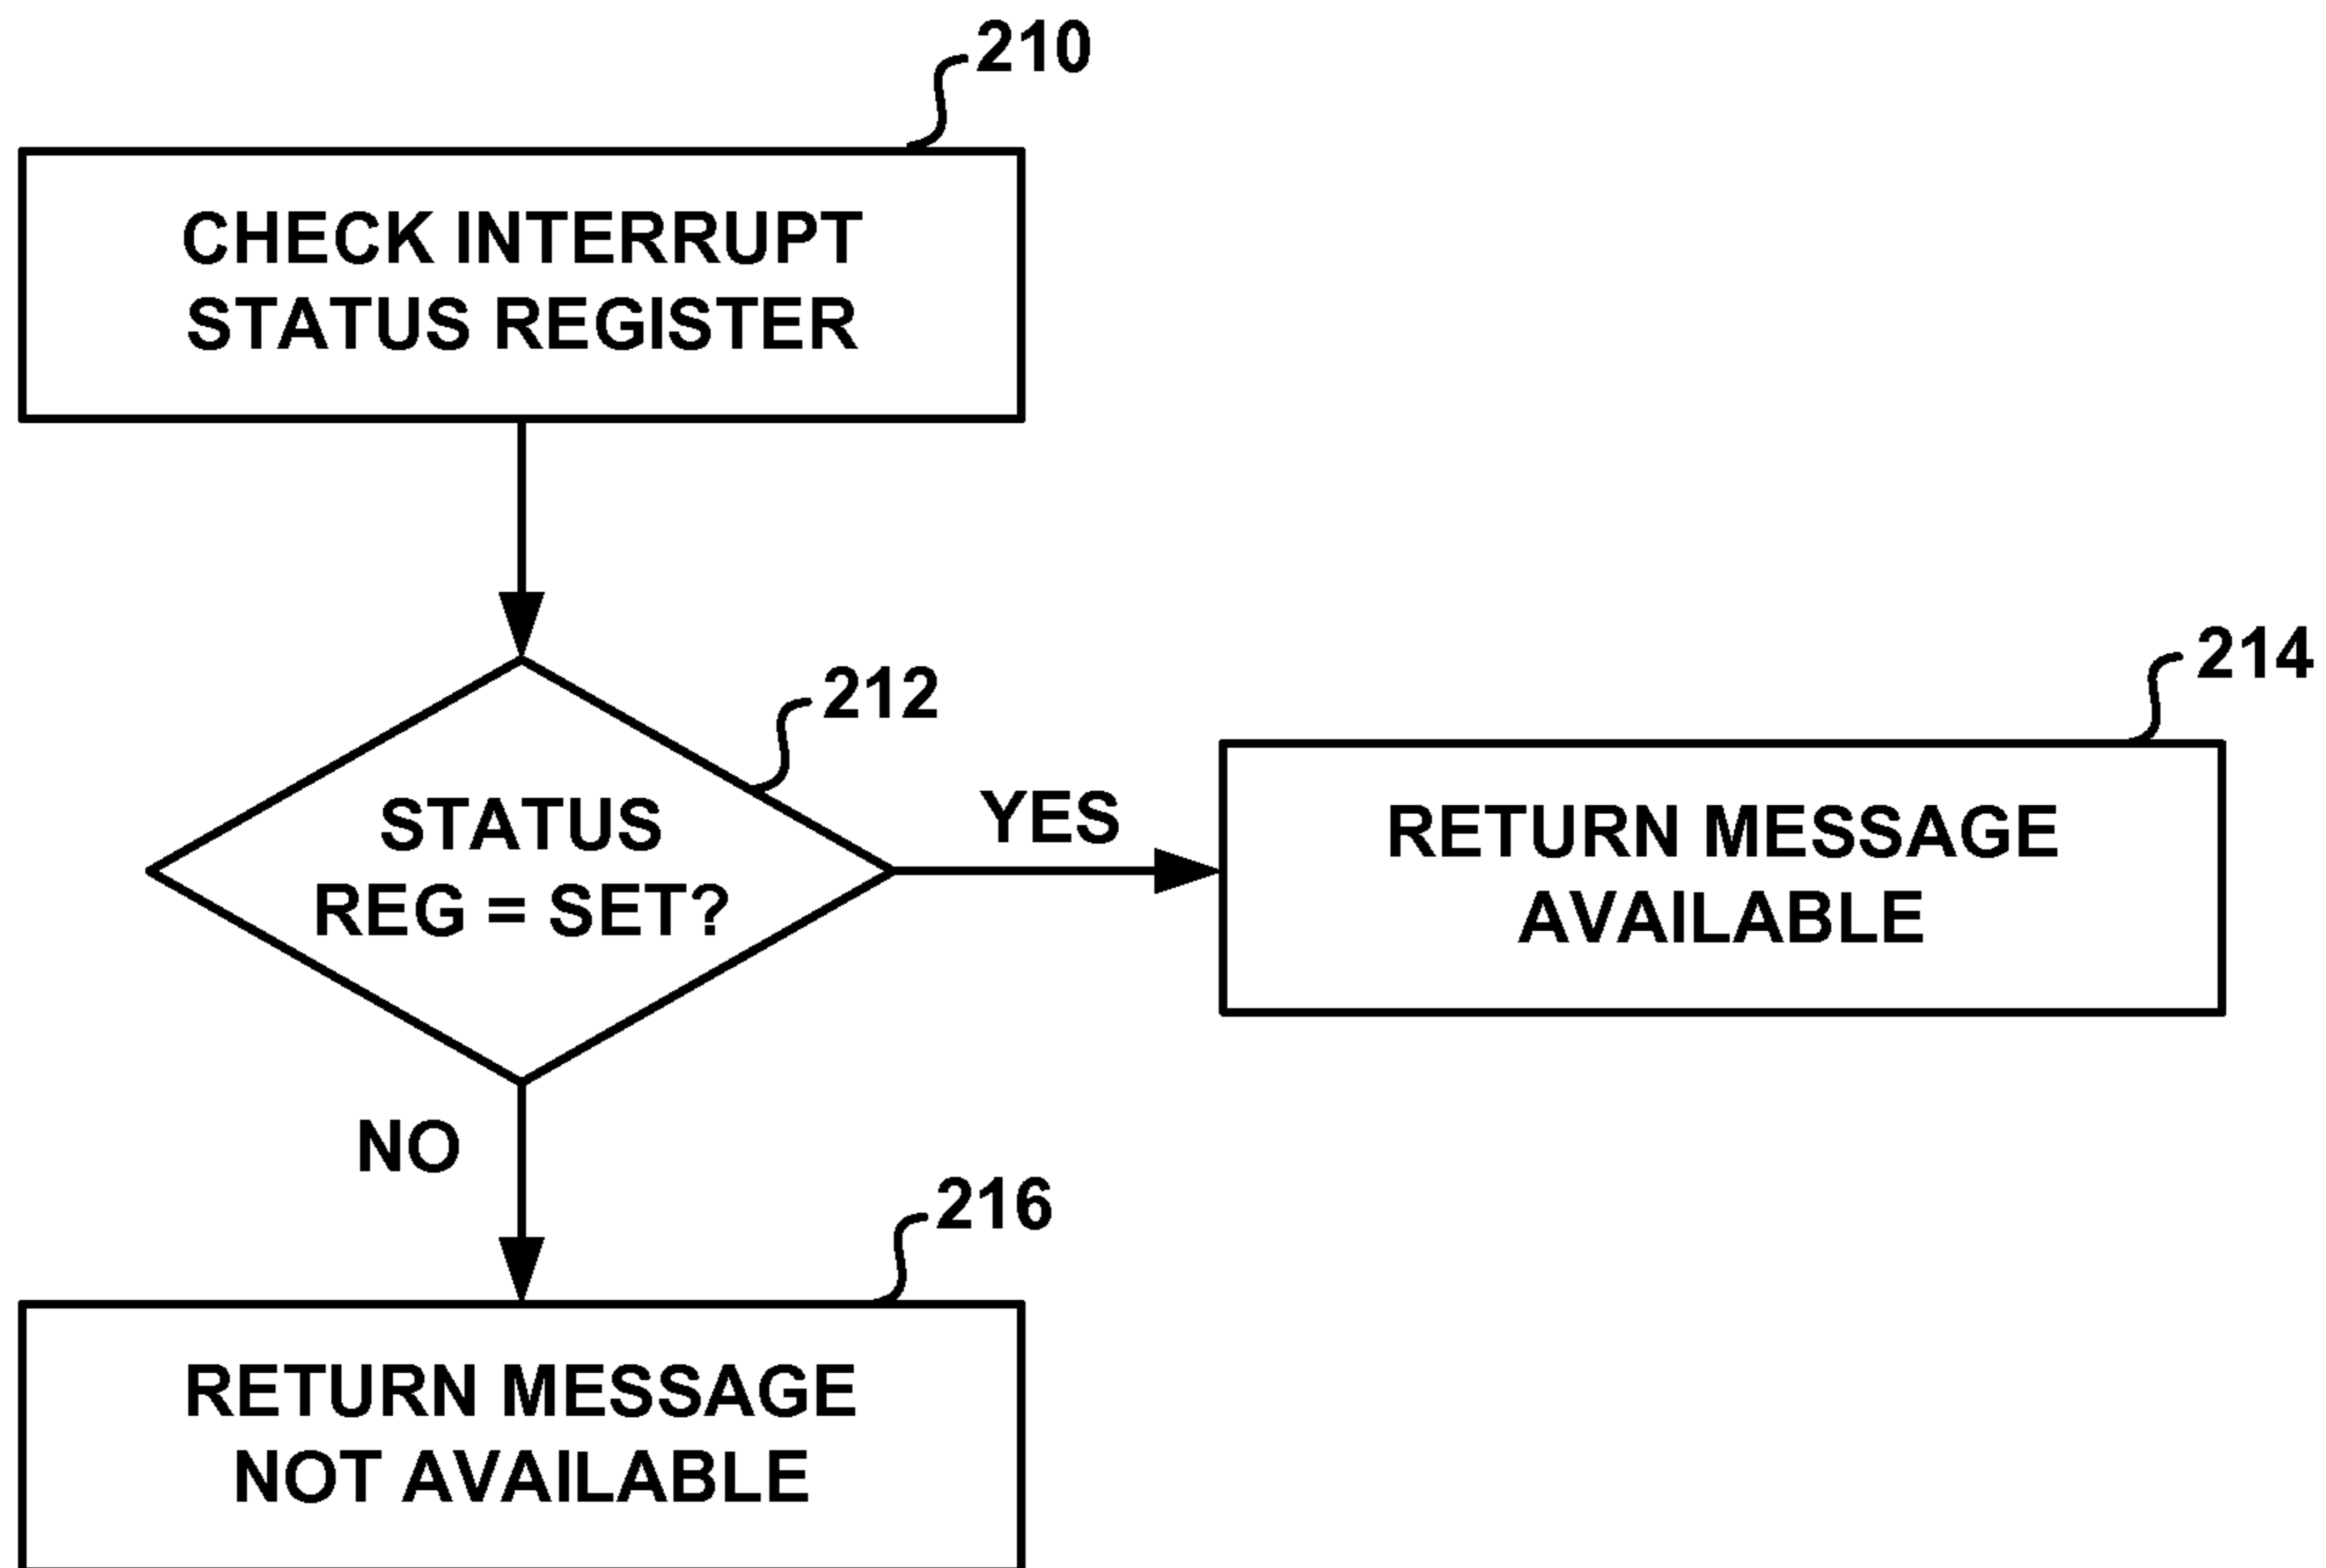 210
CHECK INTERRUPT
STATUS REGISTER
212
STATUS
REG = SET?
YES
214
RETURN MESSAGE
AVAILABLE
NO
216
RETURN MESSAGE
NOT AVAILABLE